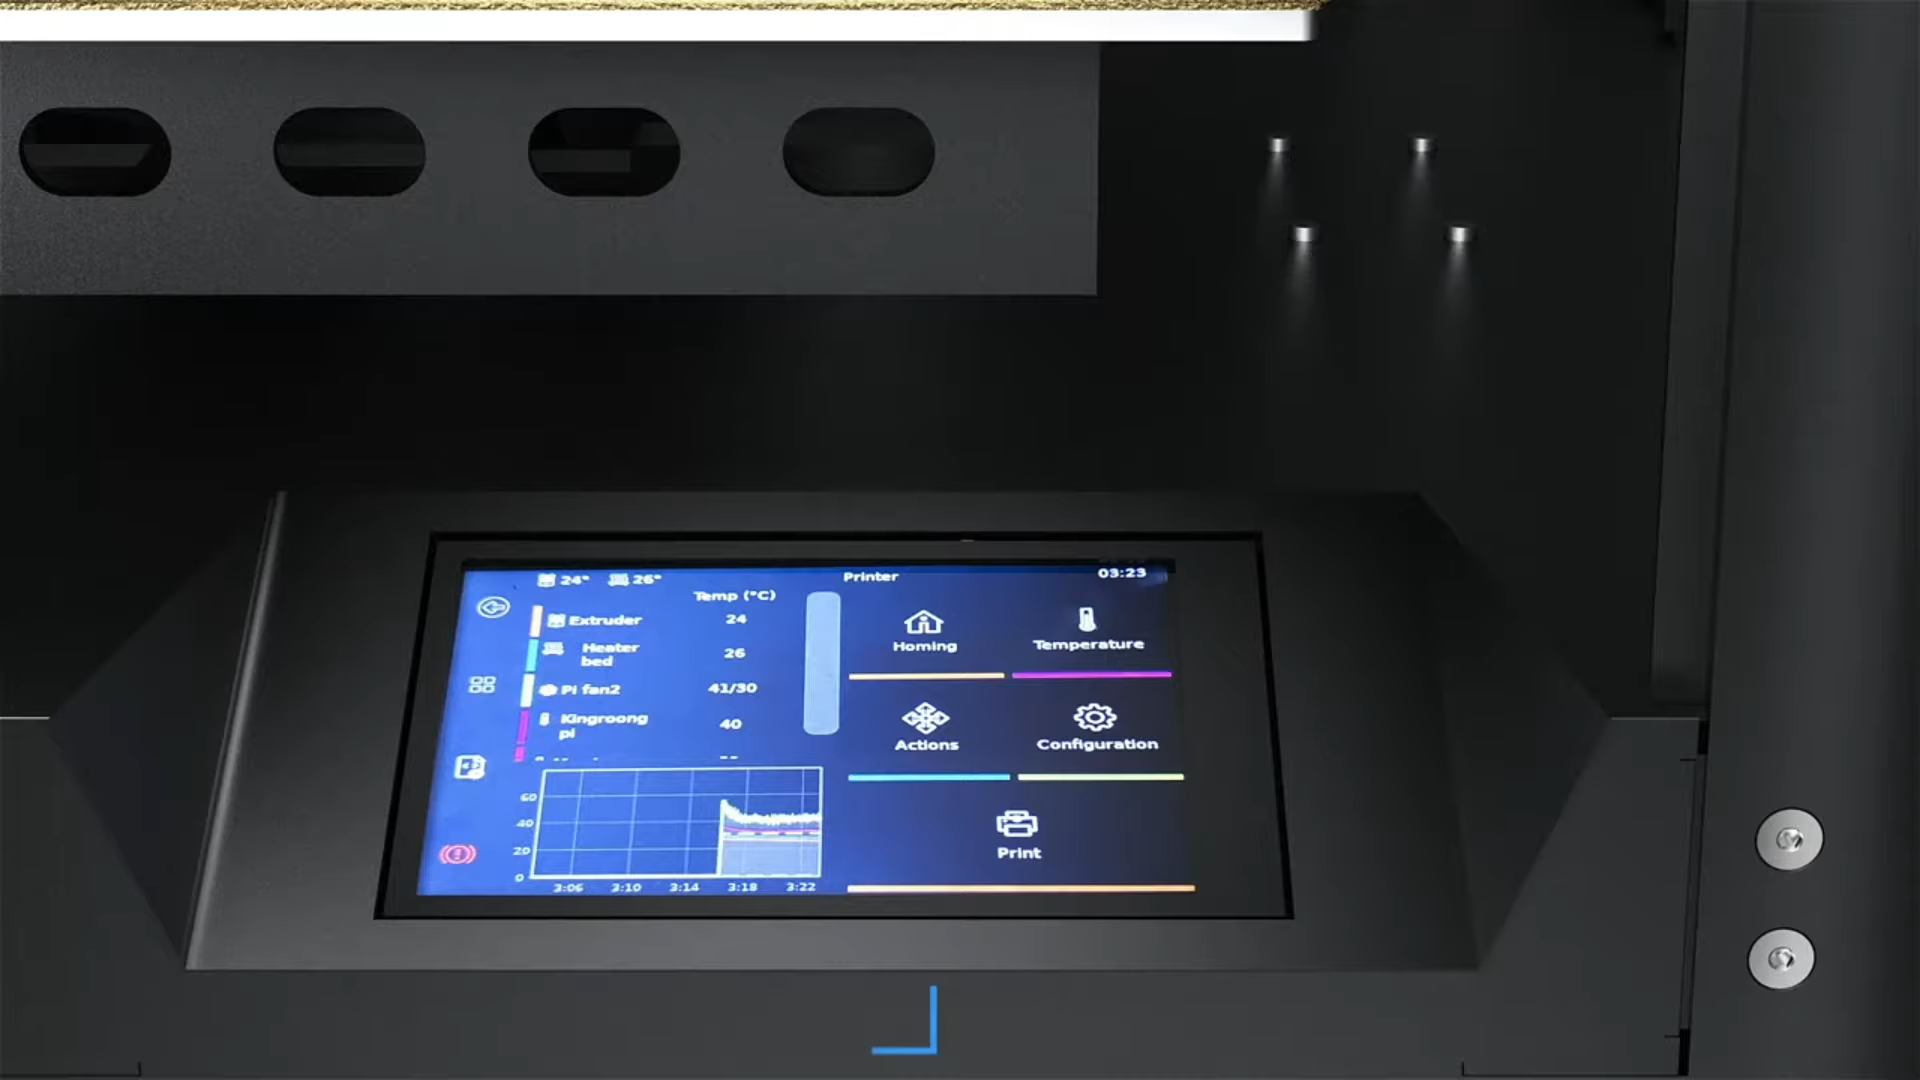 24° 26° Printer 03:23
Temp (°C)
Extruder 24
Heater
bed 26
Pi fan2 41/30
Kingroong
pi 40
60
40
20
0
3:06 3:10 3:14 3:18 3:22
Homing
Temperature
Actions
Configuration
Print